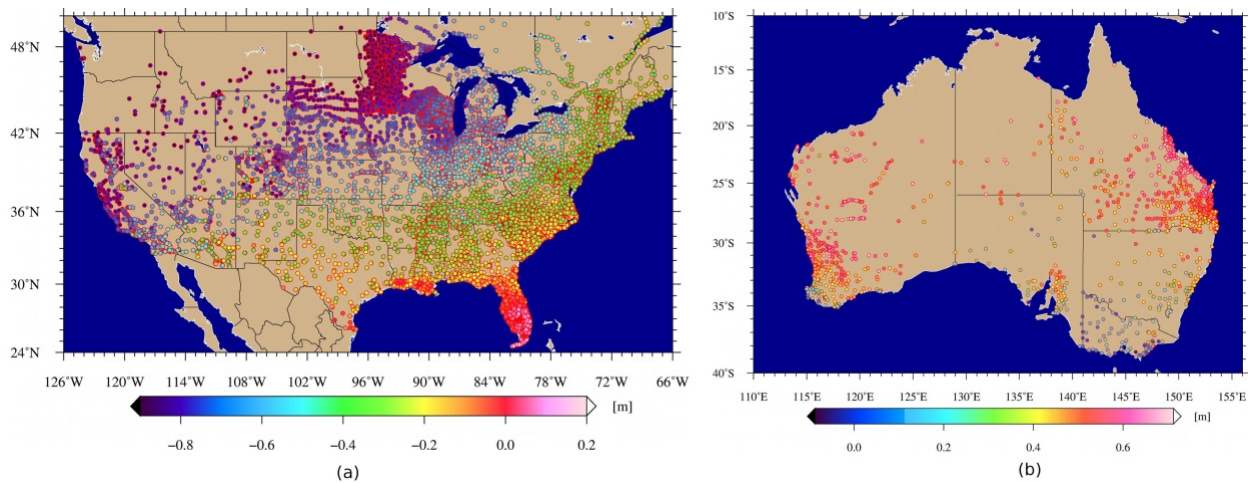 48°N
42°N
36°N
30°N
24°N
126°W 120°W 114°W 108°W 102°W 96°W 90°W 84°W 78°W 72°W 66°W
[m]
−0.8 −0.6 −0.4 −0.2 0.0 0.2
(a)
10°S
15°S
20°S
25°S
30°S
35°S
40°S
110°E 115°E 120°E 125°E 130°E 135°E 140°E 145°E 150°E 155°E
[m]
0.0 0.2 0.4 0.6
(b)